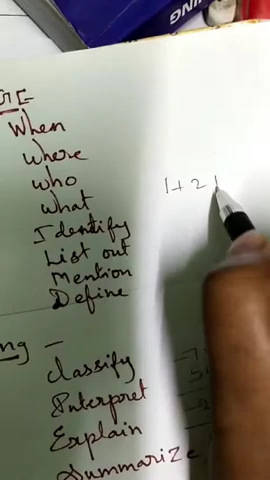 When
where
who
1+2
what
Identify
List out
Mention
Define
classify
Interpret
Explain
Summarize